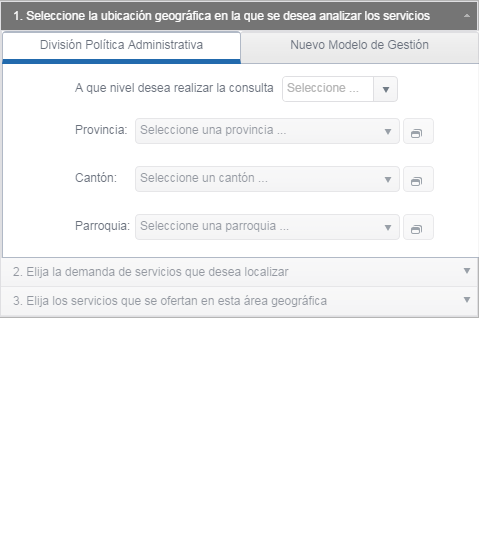 1. Seleccione la ubicación geográfica en la que se desea analizar los servicios
División Política Administrativa
Nuevo Modelo de Gestión
A que nivel desea realizar la consulta Seleccione ...
Provincia: Seleccione una provincia ...
Cantón: Seleccione un cantón ...
Parroquia: Seleccione una parroquia ...
2. Elija la demanda de servicios que desea localizar
3. Elija los servicios que se ofertan en esta área geográfica